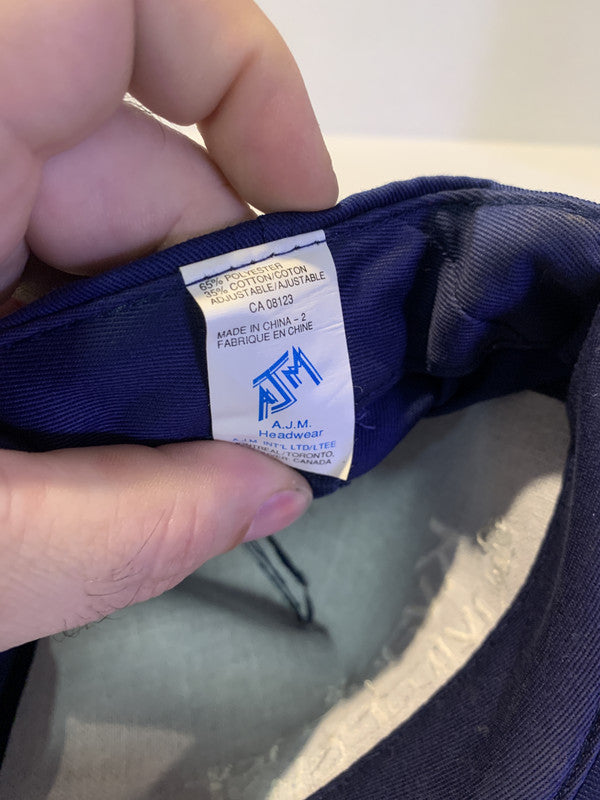 65% POLYESTER
35% COTTON/COTON
ADJUSTABLE/AJUSTABLE
CA 08123
MADE IN CHINA - 2
FABRIQUE EN CHINE
AJM
A.J.M.
Headwear
A.J.M. INT'L LTD/LTEE
MONTREAL/TORONTO,
CANADA